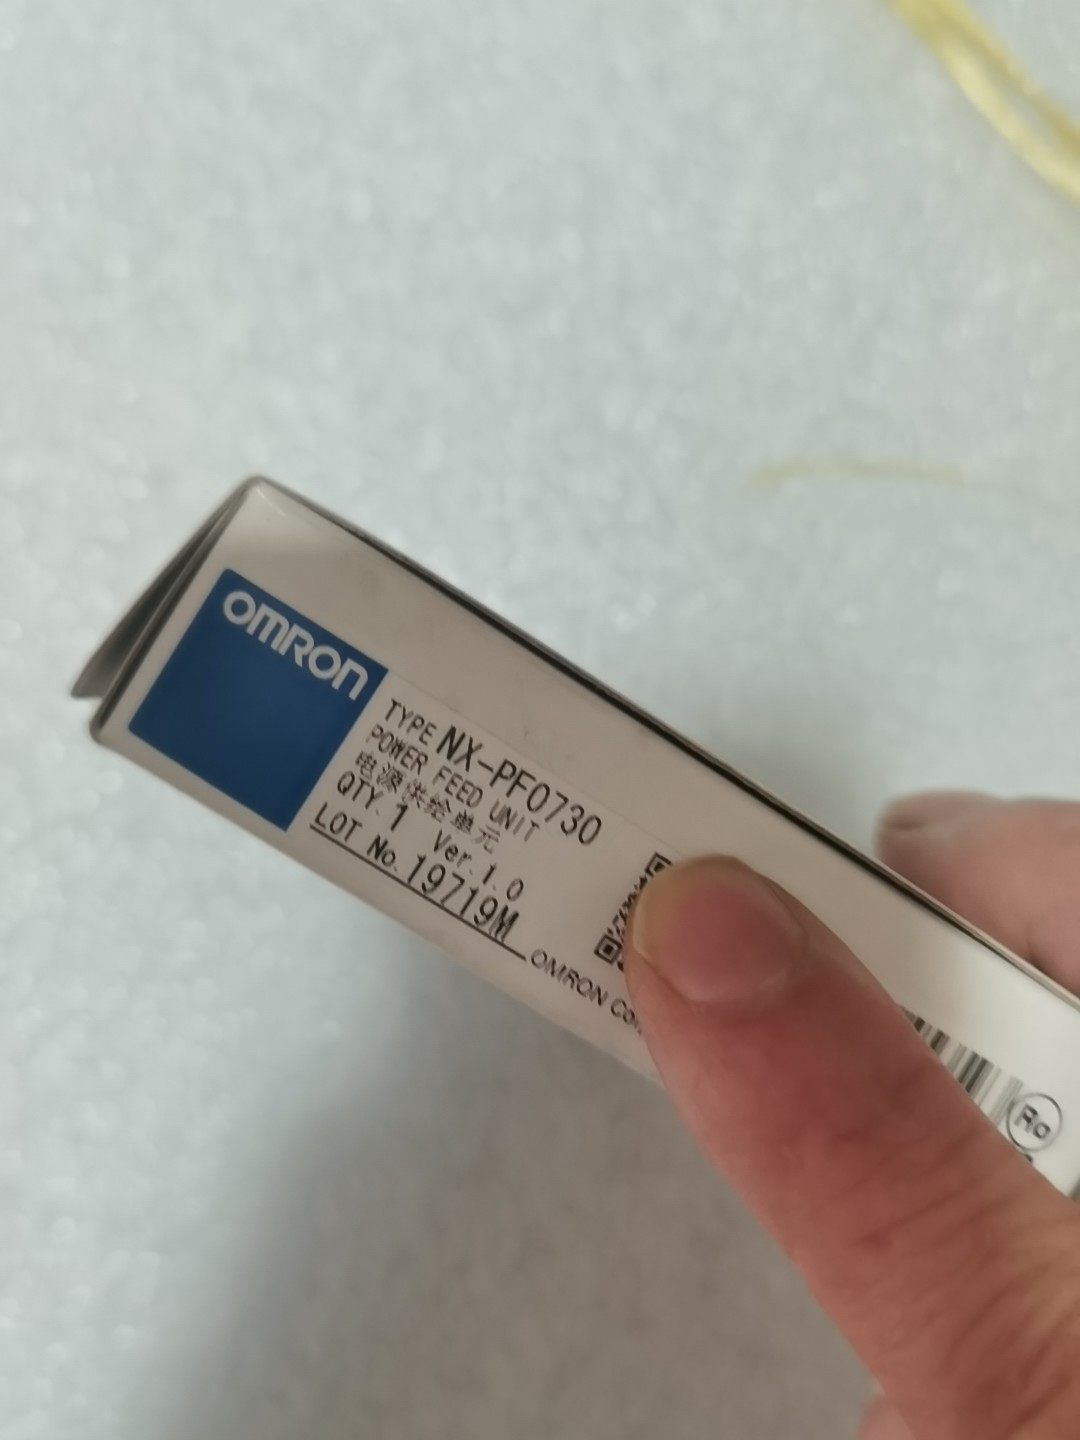 OMRON
TYPE NX-PF0730
POWER FEED UNIT
电源供给单元
QTY. 1 Ver.1.0
LOT No. 19719M
OMRON